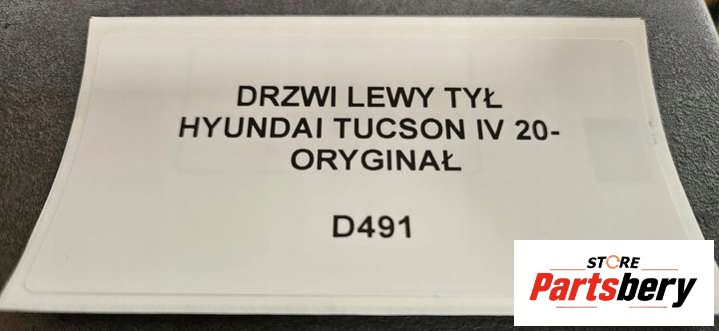 DRZWI LEWY TYŁ
HYUNDAI TUCSON IV 20-
ORYGINAŁ
D491
STORE
Partsbery